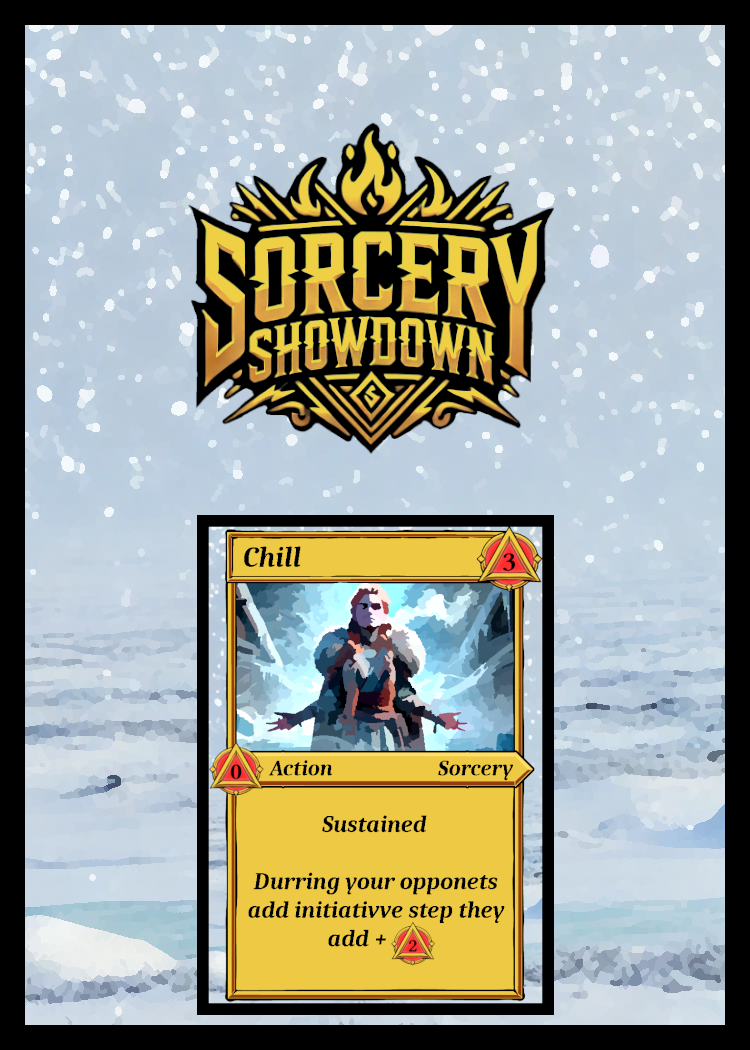 SORCERY
SHOWDOWN
S
Chill
3
0 Action Sorcery
Sustained
Durring your opponets
add initiativve step they
add + 2